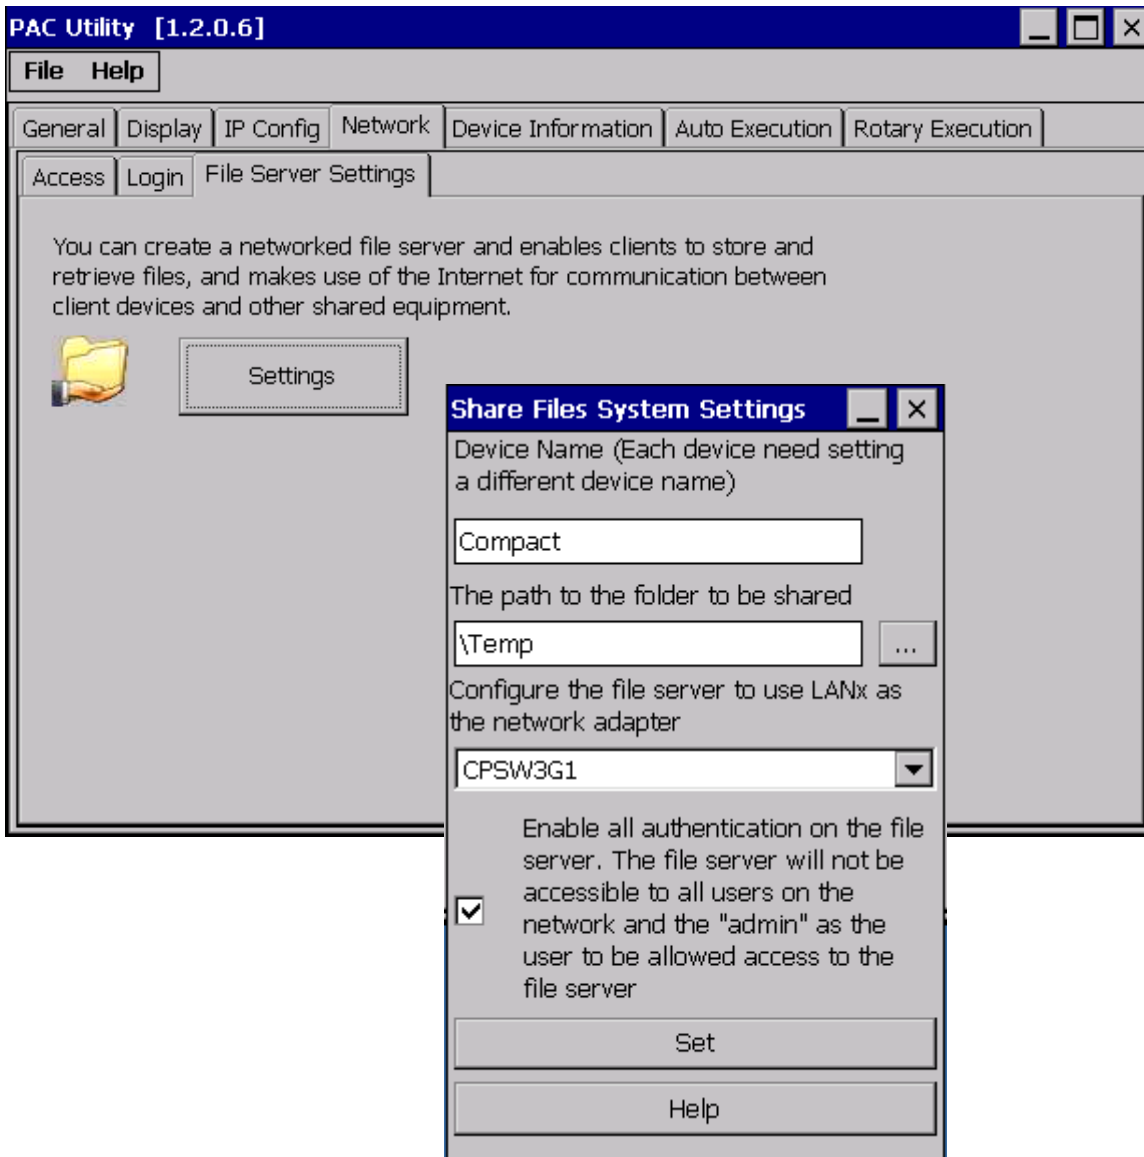 PAC Utility [1.2.0.6]
File Help
General Display IP Config Network Device Information Auto Execution Rotary Execution
Access Login File Server Settings
You can create a networked file server and enables clients to store and
retrieve files, and makes use of the Internet for communication between
client devices and other shared equipment.
Settings
Share Files System Settings
Device Name (Each device need setting
a different device name)
Compact
The path to the folder to be shared
\Temp
...
Configure the file server to use LANx as
the network adapter
CPSW3G1
Enable all authentication on the file
server. The file server will not be
accessible to all users on the
network and the "admin" as the
user to be allowed access to the
file server
Set
Help